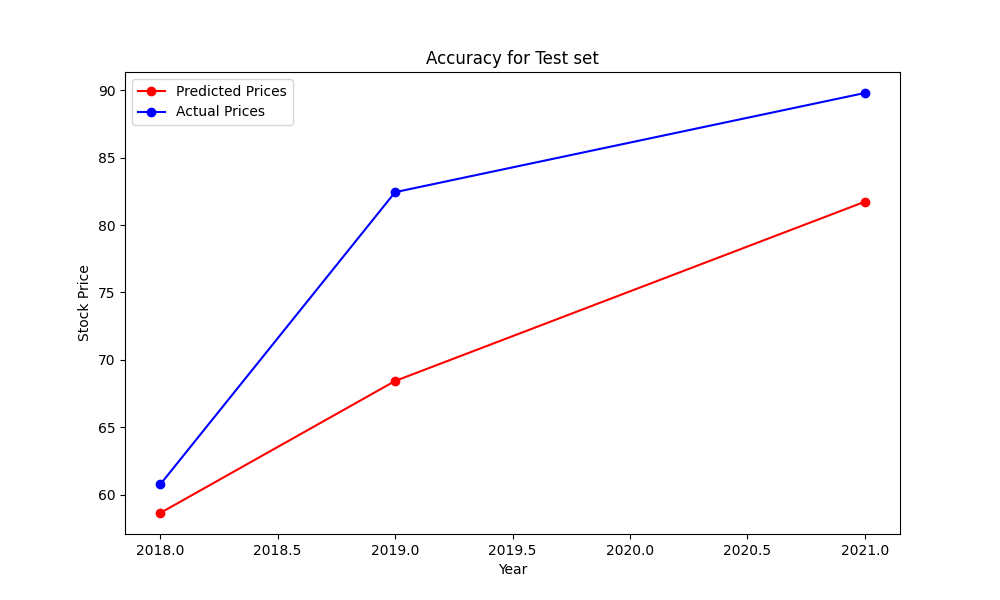 Accuracy for Test set
Predicted Prices
Actual Prices
Stock Price
90
85
80
75
70
65
60
2018.0 2018.5 2019.0 2019.5 2020.0 2020.5 2021.0
Year